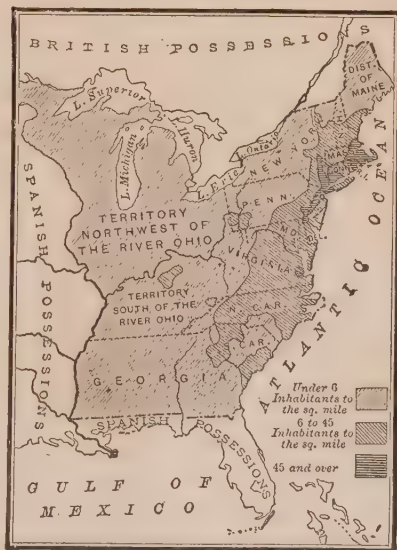 BRITISH POSSESSIONS
DIST.
OF
MAINE
L. Superior
L. Huron
L. Michigan
Ontario
L. Erie
NEW YORK
MAS
CON
PENN.
MD.
TERRITORY
NORTHWEST OF
THE RIVER OHIO
VIRGINIA
TERRITORY
SOUTH OF THE
RIVER OHIO
N. CAR.
S. CAR.
GEORGIA
SPANISH POSSESSIONS
SPANISH POSSESSIONS
ATLANTIC OCEAN
GULF OF
MEXICO
Under 6
Inhabitants to
the sq. mile
6 to 45
Inhabitants to
the sq. mile
45 and over